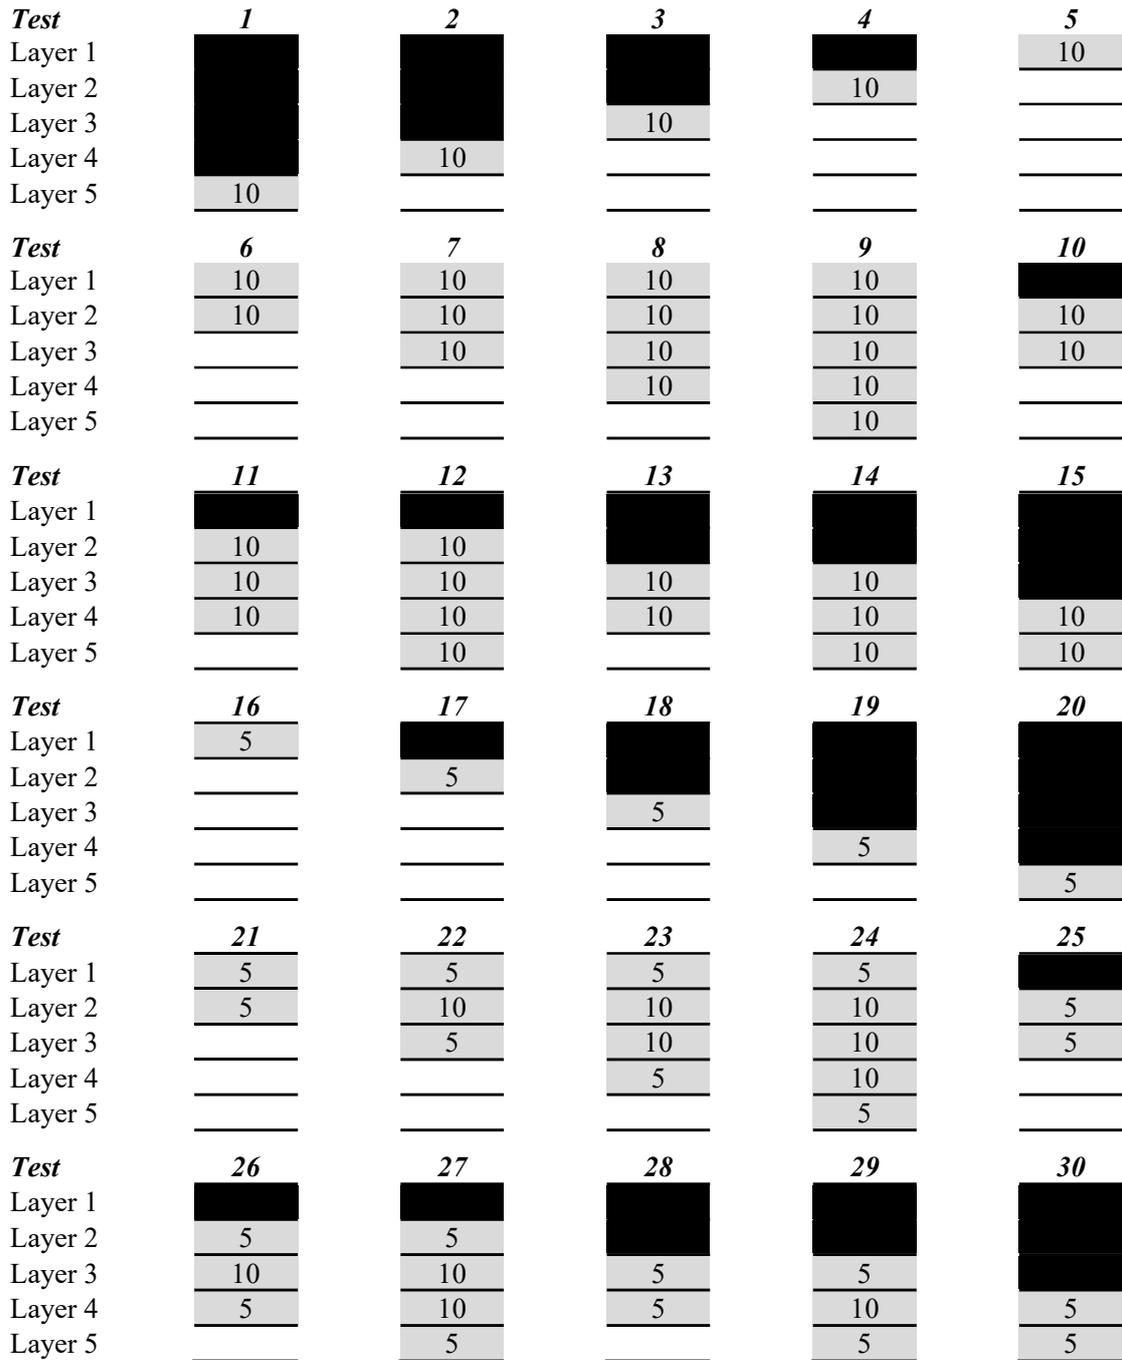 Test 1 2 3 4 5
Layer 1 10
Layer 2 10
Layer 3 10
Layer 4 10
Layer 5 10
Test 6 7 8 9 10
Layer 1 10 10 10 10
Layer 2 10 10 10 10 10
Layer 3 10 10 10 10
Layer 4 10 10
Layer 5 10
Test 11 12 13 14 15
Layer 1
Layer 2 10 10
Layer 3 10 10 10 10
Layer 4 10 10 10 10 10
Layer 5 10 10 10
Test 16 17 18 19 20
Layer 1 5
Layer 2 5
Layer 3 5
Layer 4 5
Layer 5 5
Test 21 22 23 24 25
Layer 1 5 5 5 5
Layer 2 5 10 10 10 5
Layer 3 5 10 10 5
Layer 4 5 10
Layer 5 5
Test 26 27 28 29 30
Layer 1
Layer 2 5 5
Layer 3 10 10 5 5
Layer 4 5 10 5 10 5
Layer 5 5 5 5